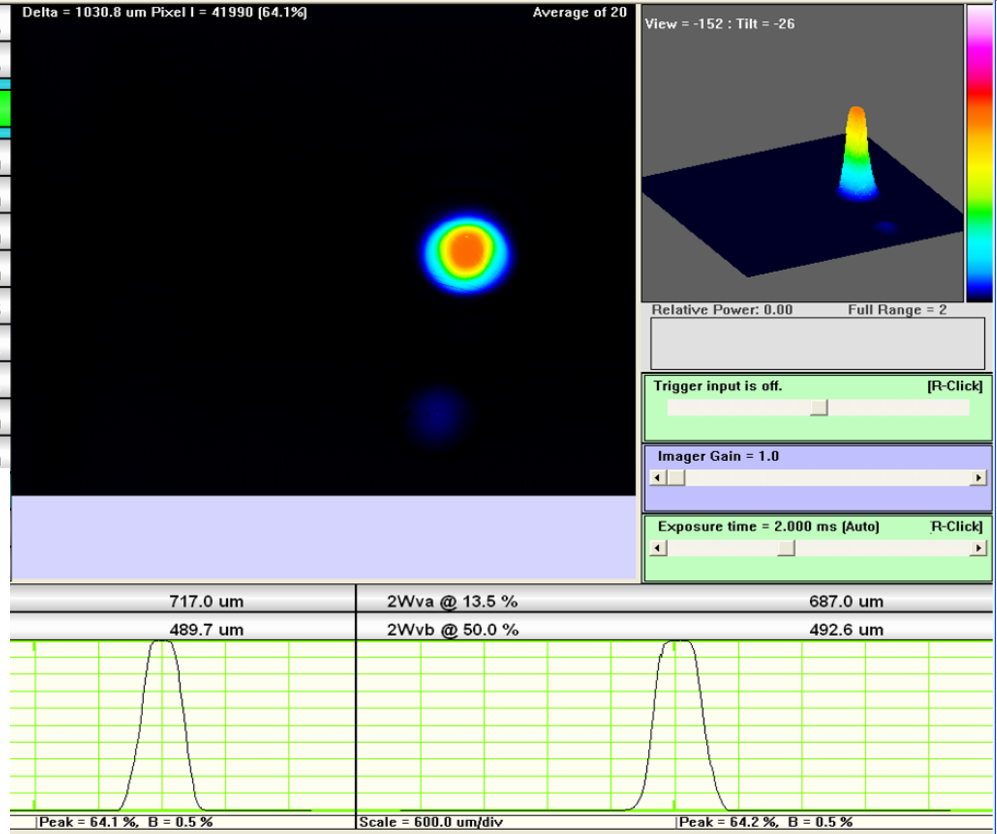 Delta = 1030.8 um Pixel I = 41990 (64.1%)
Average of 20
View = -152 : Tilt = -26
Relative Power: 0.00
Full Range = 2
Trigger input is off.
[R-Click]
Imager Gain = 1.0
Exposure time = 2.000 ms (Auto)
R-Click]
717.0 um
2Wva @ 13.5 %
687.0 um
489.7 um
2Wvb @ 50.0 %
492.6 um
Peak = 64.1 %, B = 0.5 %
Scale = 600.0 um/div
Peak = 64.2 %, B = 0.5 %